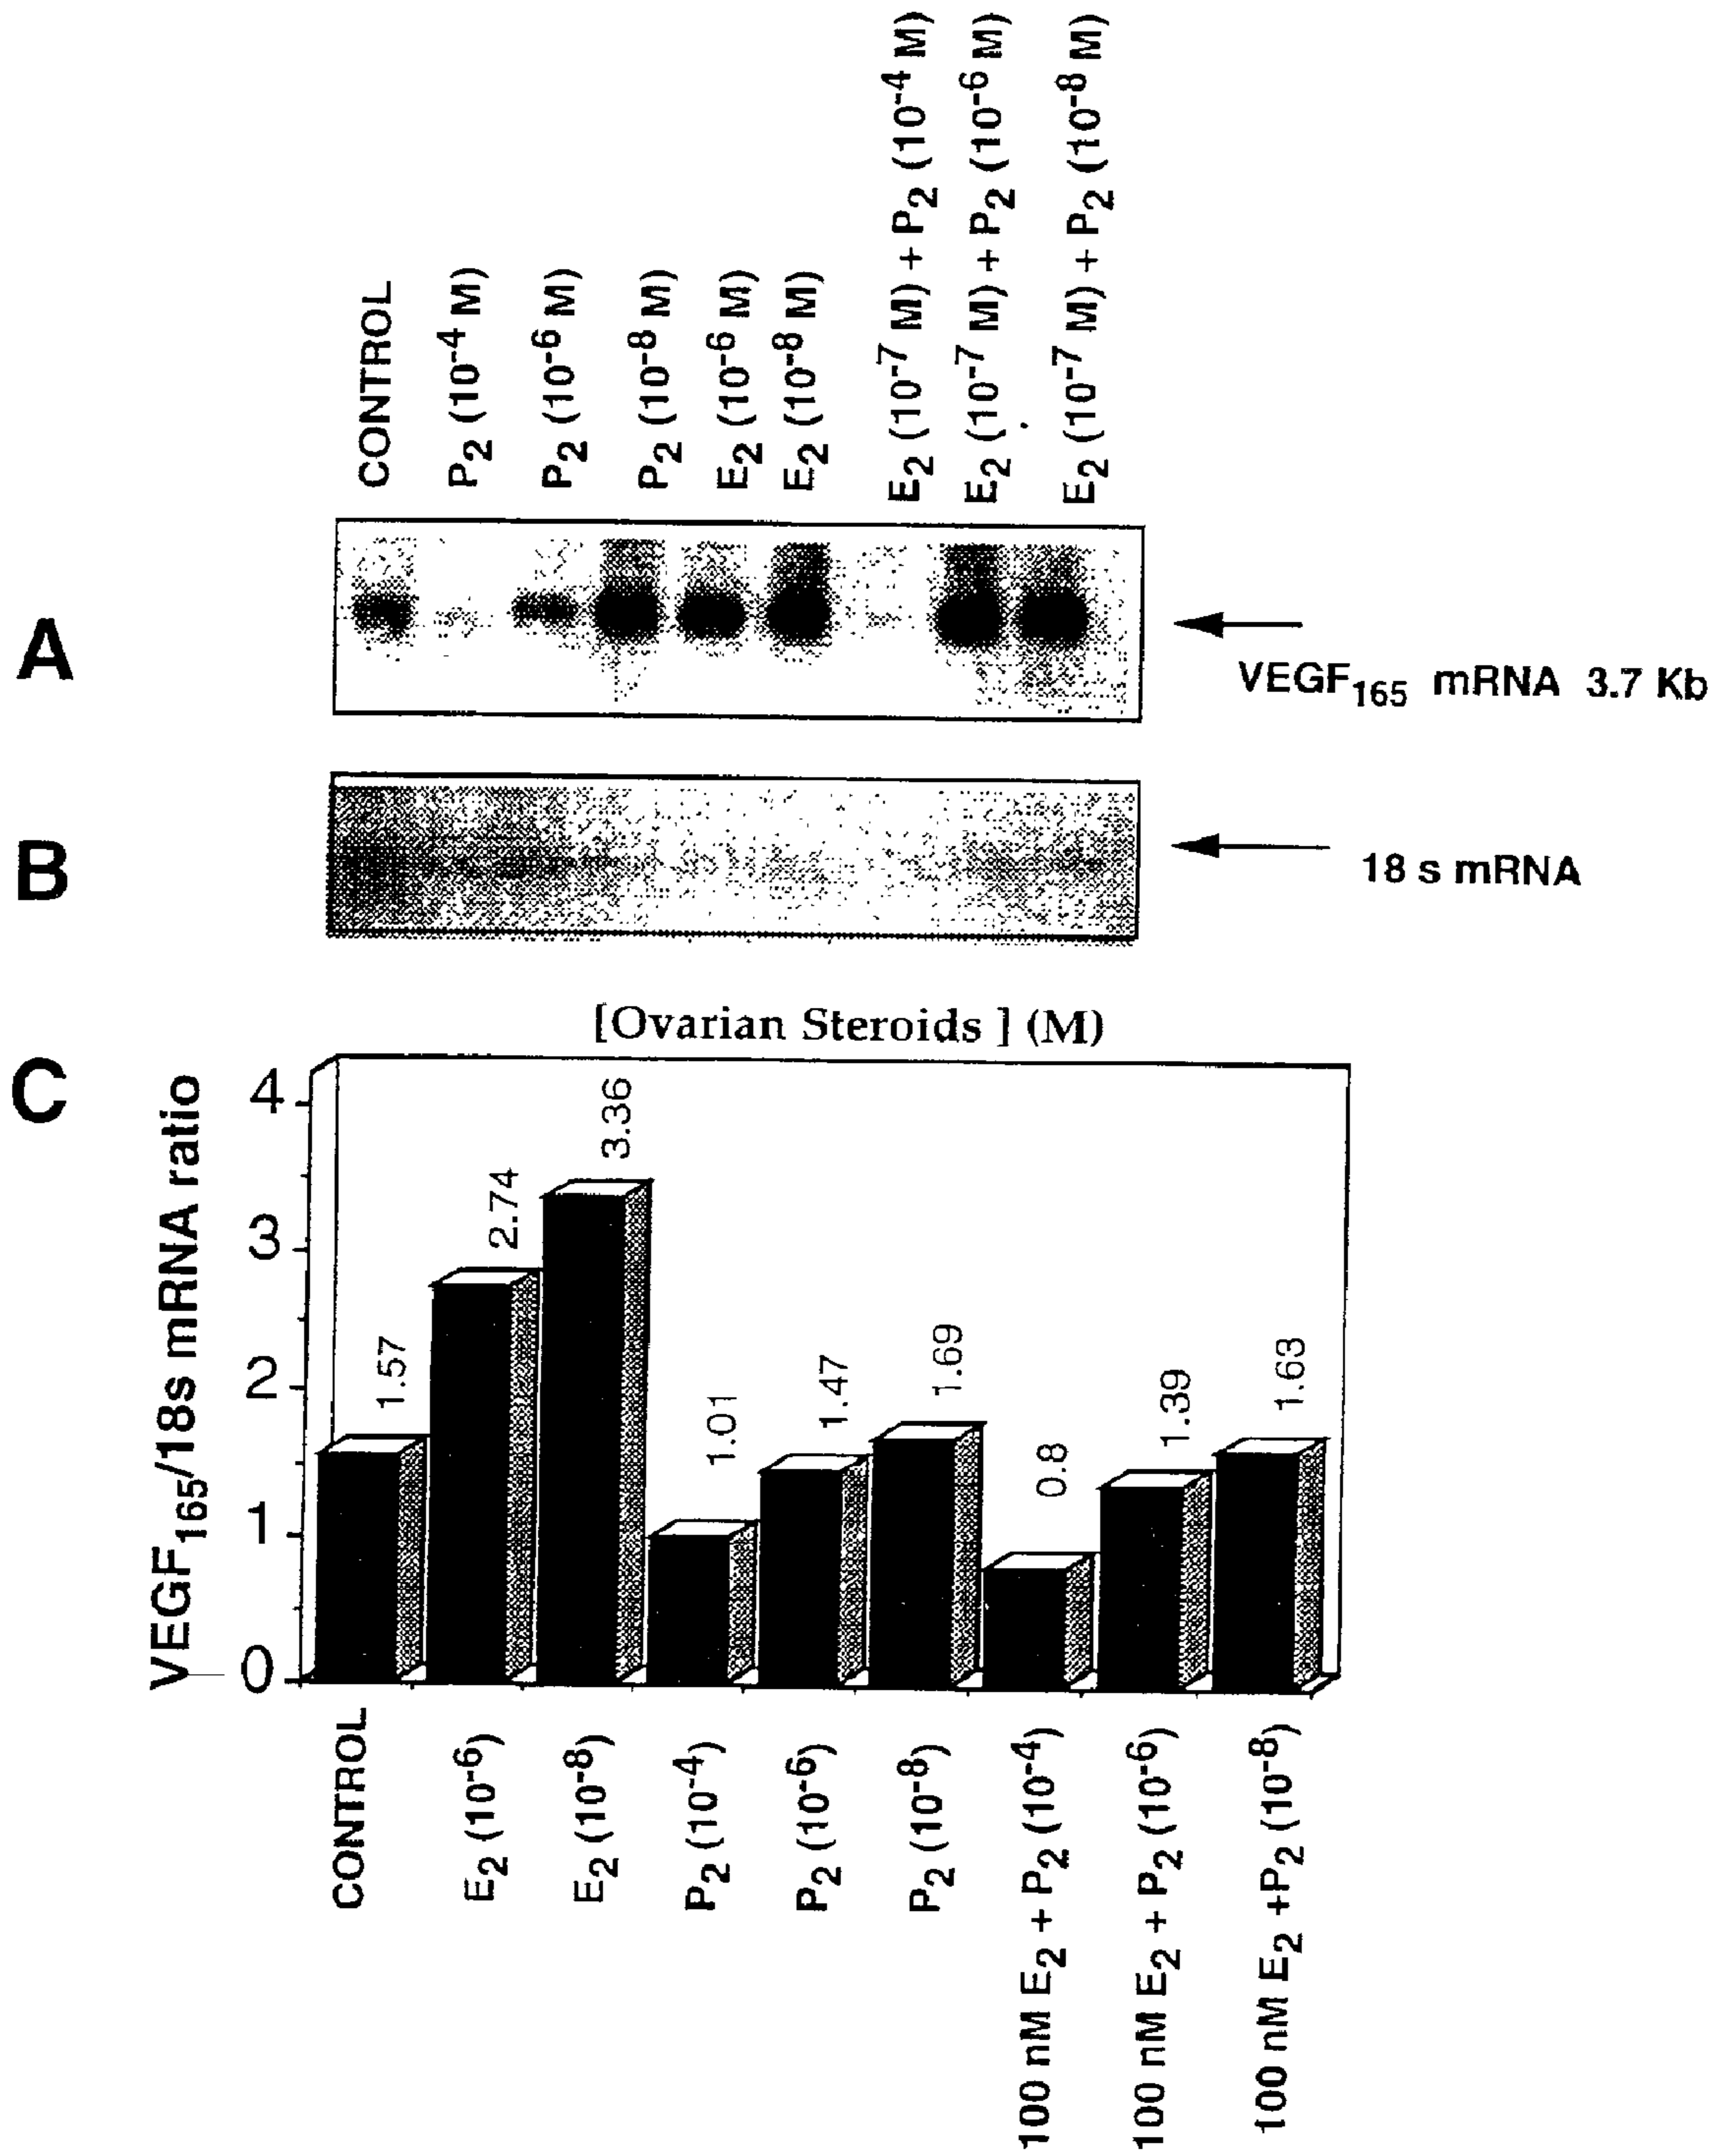 CONTROL
P2 (10-4 M)
P2 (10-6 M)
P2 (10-8 M)
E2 (10-6 M)
E2 (10-8 M)
E2 (10-7 M) + P2 (10-4 M)
E2 (10-7 M) + P2 (10-6 M)
E2 (10-7 M) + P2 (10-8 M)
A
VEGF165 mRNA 3.7 Kb
B
18 s mRNA
C
[Ovarian Steroids ] (M)
VEGF165/18s mRNA ratio
4
3
2
1
0
1.57
2.74
3.36
1.01
1.47
1.69
0.8
1.39
1.63
CONTROL
E2 (10-6)
E2 (10-8)
P2 (10-4)
P2 (10-6)
P2 (10-8)
100 nM E2 + P2 (10-4)
100 nM E2 + P2 (10-6)
100 nM E2 +P2 (10-8)